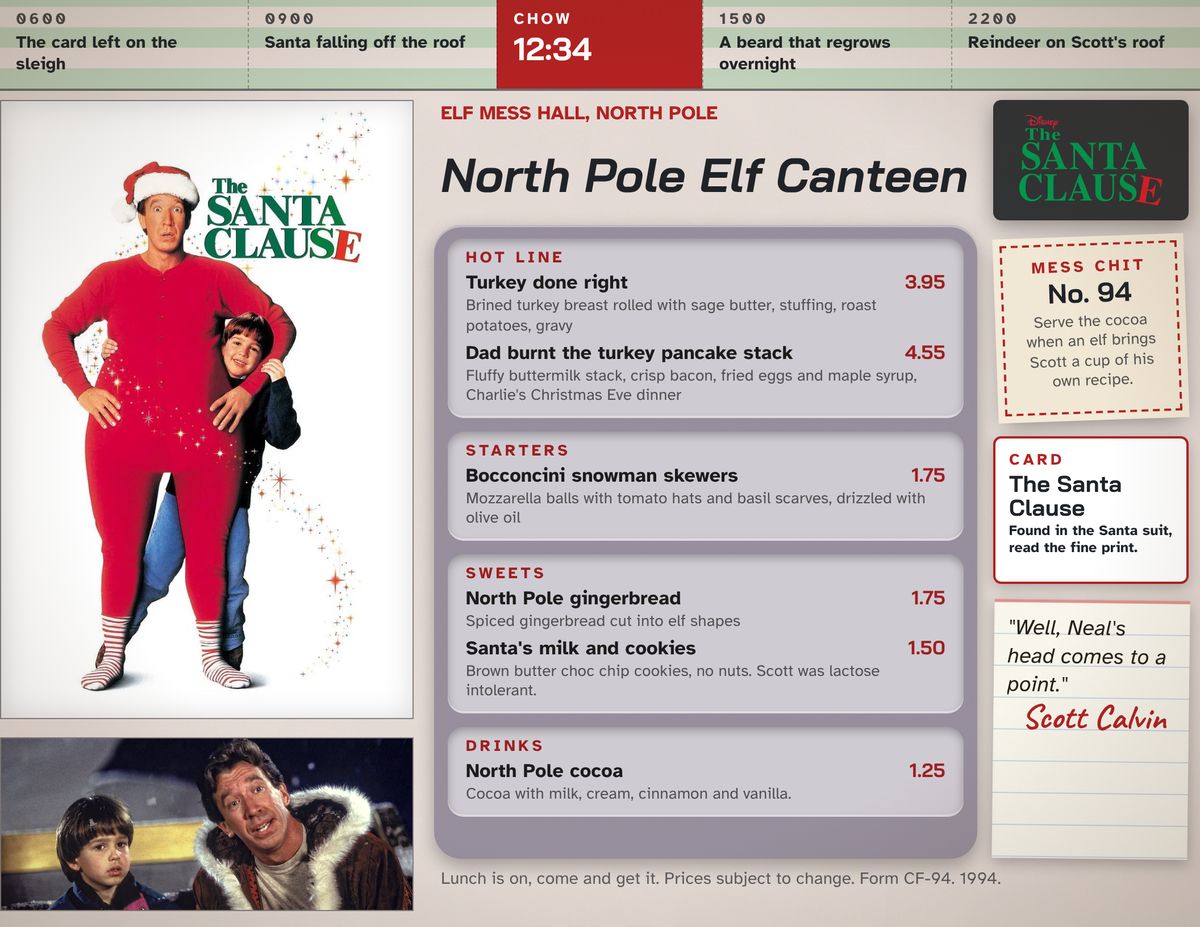 0600
The card left on the
sleigh
0900
Santa falling off the roof
CHOW
12:34
1500
A beard that regrows
overnight
2200
Reindeer on Scott's roof
The
SANTA
CLAUSE
ELF MESS HALL, NORTH POLE
North Pole Elf Canteen
HOT LINE
Turkey done right 3.95
Brined turkey breast rolled with sage butter, stuffing, roast
potatoes, gravy
Dad burnt the turkey pancake stack 4.55
Fluffy buttermilk stack, crisp bacon, fried eggs and maple syrup,
Charlie's Christmas Eve dinner
STARTERS
Bocconcini snowman skewers 1.75
Mozzarella balls with tomato hats and basil scarves, drizzled with
olive oil
SWEETS
North Pole gingerbread 1.75
Spiced gingerbread cut into elf shapes
Santa's milk and cookies 1.50
Brown butter choc chip cookies, no nuts. Scott was lactose
intolerant.
DRINKS
North Pole cocoa 1.25
Cocoa with milk, cream, cinnamon and vanilla.
Lunch is on, come and get it. Prices subject to change. Form CF-94. 1994.
Disney
The
SANTA
CLAUSE
MESS CHIT
No. 94
Serve the cocoa
when an elf brings
Scott a cup of his
own recipe.
CARD
The Santa
Clause
Found in the Santa suit,
read the fine print.
"Well, Neal's
head comes to a
point."
Scott Calvin